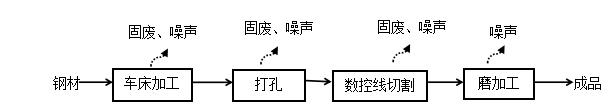 固废、噪声
固废、噪声
固废、噪声
噪声
钢材
车床加工
打孔
数控线切割
磨加工
成品